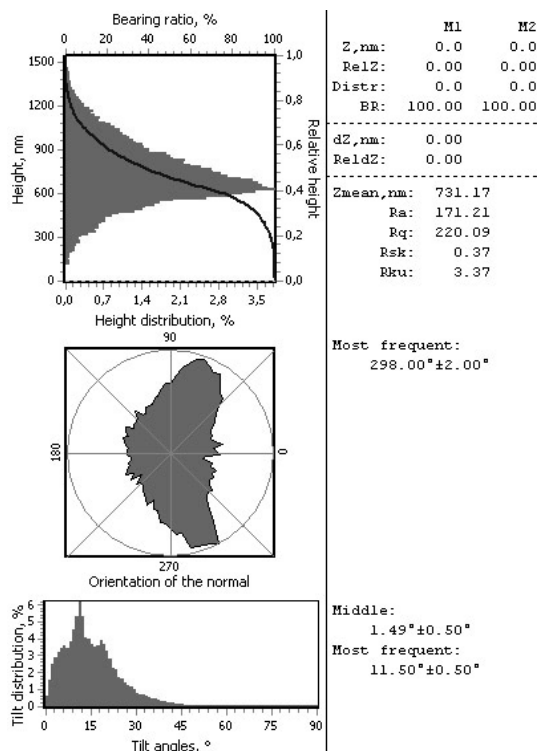 Bearing ratio, %
0 20 40 60 80 100
1500 1200 900 600 300 0
Height, nm
1,0 0,8 0,6 0,4 0,2 0,0
Relative height
0,0 0,7 1,4 2,1 2,8 3,5
Height distribution, %
M1 M2
Z,nm: 0.0 0.0
RelZ: 0.00 0.00
Distr: 0.0 0.0
BR: 100.00 100.00
dZ,nm: 0.00
ReldZ: 0.00
Zmean,nm: 731.17
Ra: 171.21
Rq: 220.09
Rsk: 0.37
Rku: 3.37
90
180
0
270
Orientation of the normal
Most frequent:
298.00°±2.00°
6 5 4 3 2 1 0
Tilt distribution, %
0 15 30 45 60 75 90
Tilt angles, °
Middle:
1.49°±0.50°
Most frequent:
11.50°±0.50°